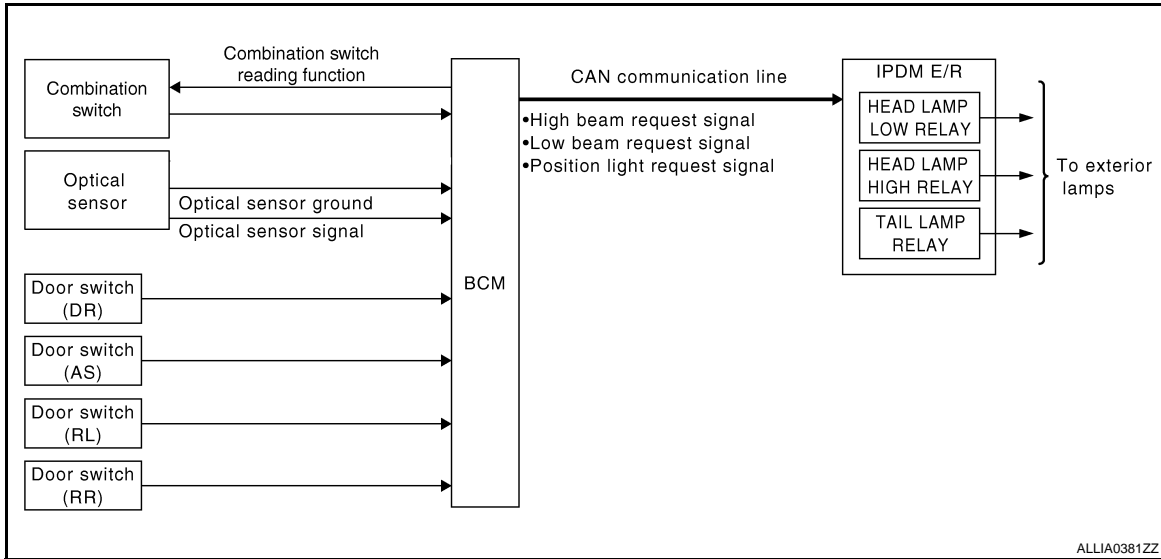 Combination switch
reading function
Combination
switch
Optical
sensor
Optical sensor ground
Optical sensor signal
Door switch
(DR)
Door switch
(AS)
Door switch
(RL)
Door switch
(RR)
BCM
CAN communication line
•High beam request signal
•Low beam request signal
•Position light request signal
IPDM E/R
HEAD LAMP
LOW RELAY
HEAD LAMP
HIGH RELAY
TAIL LAMP
RELAY
To exterior
lamps
ALLIA0381ZZ